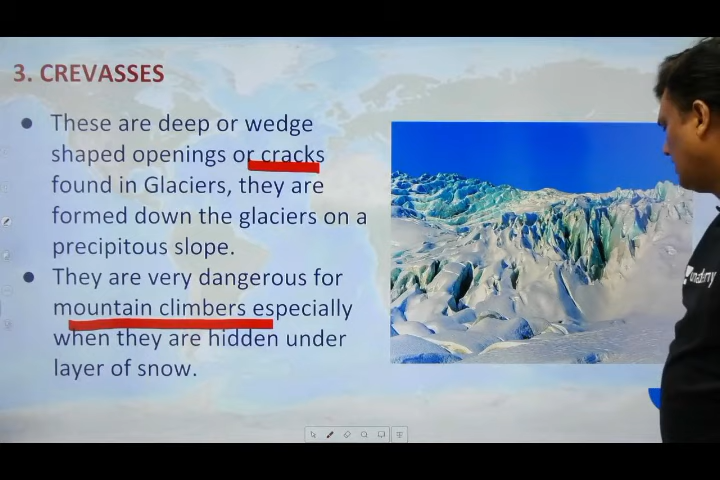 3. CREVASSES
● These are deep or wedge
shaped openings or cracks
found in Glaciers, they are
formed down the glaciers on a
precipitous slope.
● They are very dangerous for
mountain climbers especially
when they are hidden under
layer of snow.